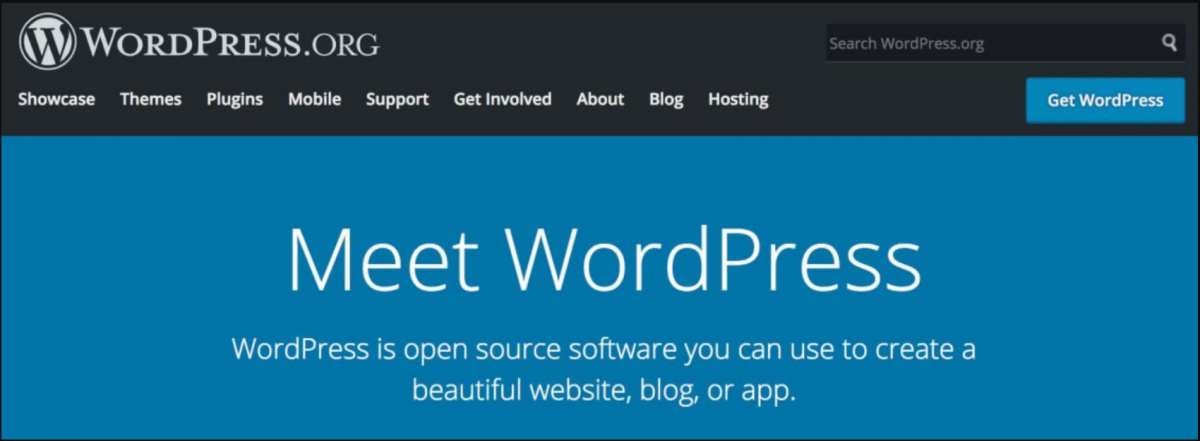 WORDPRESS.ORG
Search WordPress.org
Showcase Themes Plugins Mobile Support Get Involved About Blog Hosting
Get WordPress
Meet WordPress
WordPress is open source software you can use to create a
beautiful website, blog, or app.